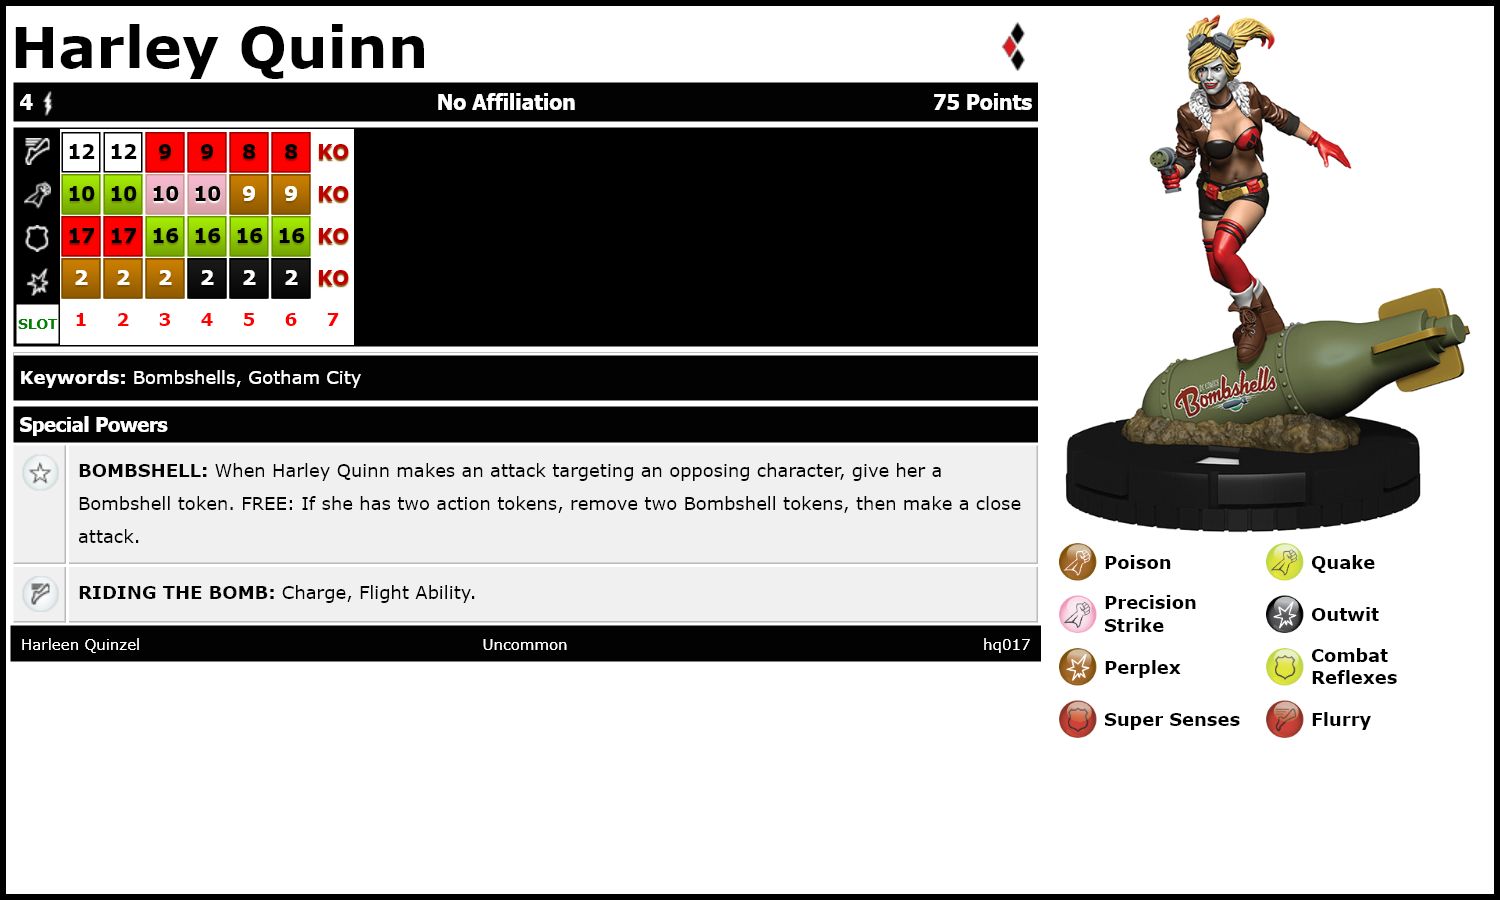 Harley Quinn
4 No Affiliation 75 Points
12 12 9 9 8 8 KO
10 10 10 10 9 9 KO
17 17 16 16 16 16 KO
2 2 2 2 2 2 KO
SLOT 1 2 3 4 5 6 7
Keywords: Bombshells, Gotham City
Special Powers
BOMBSHELL: When Harley Quinn makes an attack targeting an opposing character, give her a
Bombshell token. FREE: If she has two action tokens, remove two Bombshell tokens, then make a close
attack.
RIDING THE BOMB: Charge, Flight Ability.
Harleen Quinzel Uncommon hq017
Bombshells
Poison Quake
Precision
Strike
Outwit
Perplex
Combat
Reflexes
Super Senses Flurry